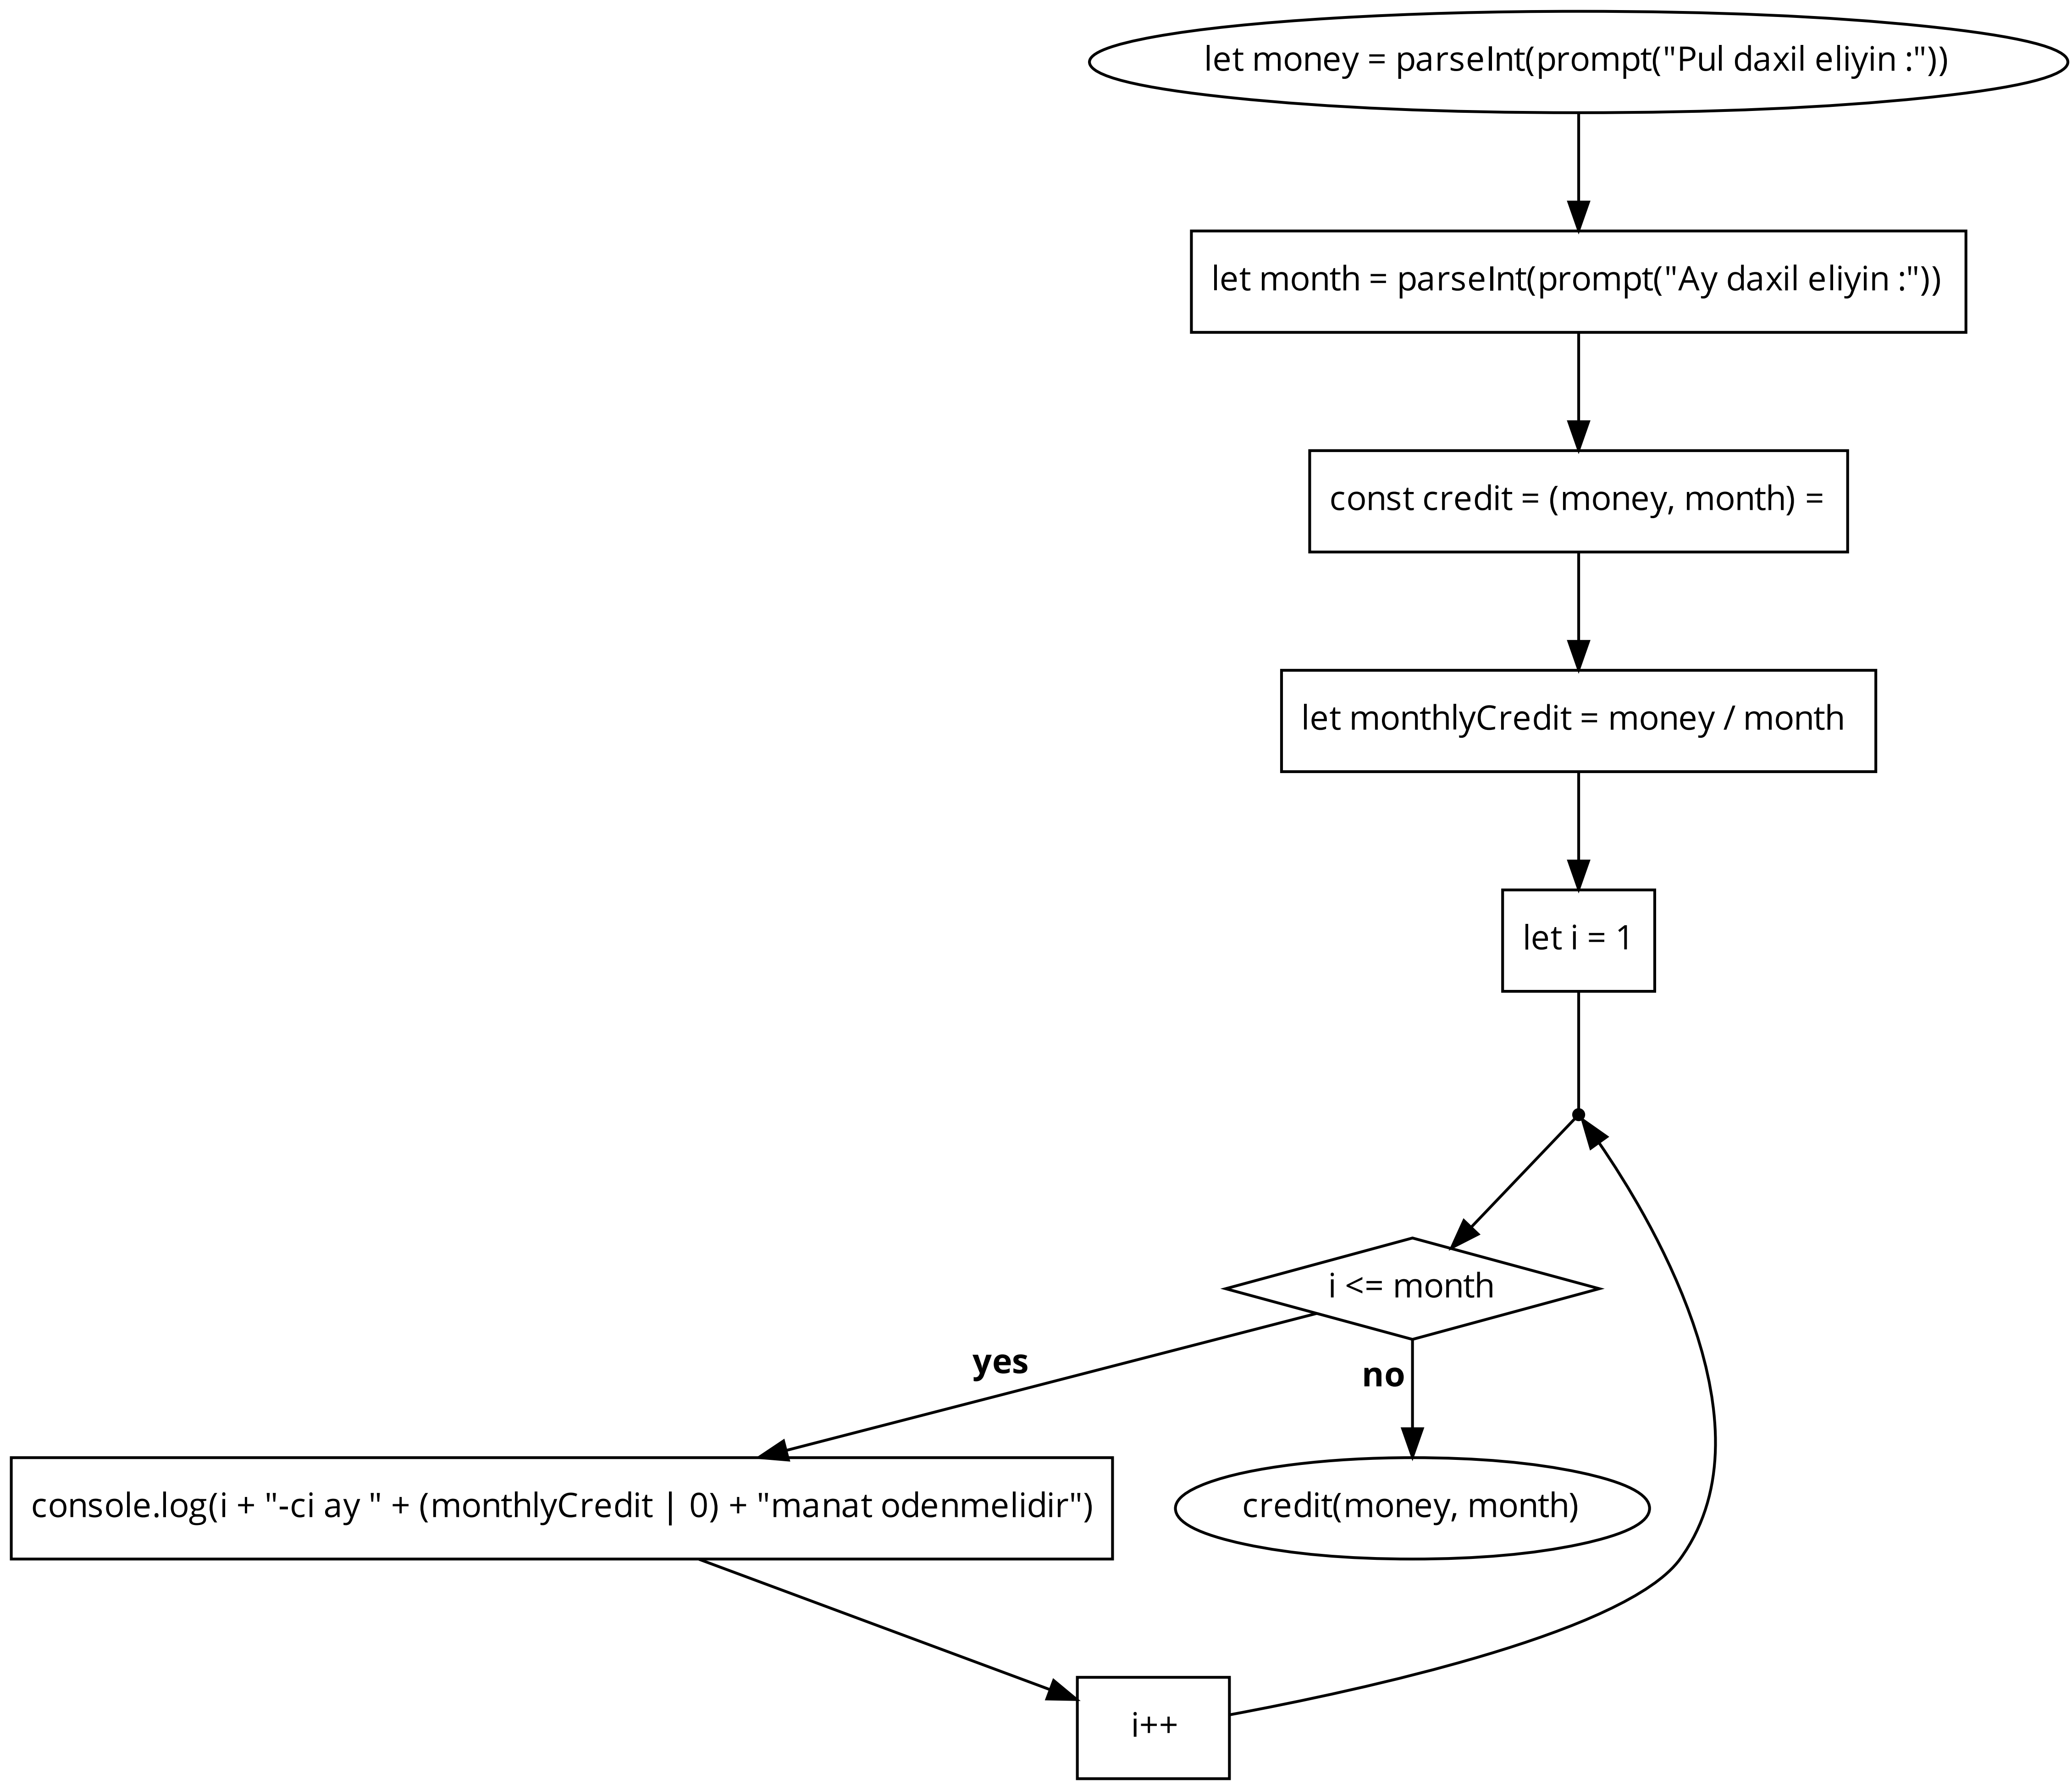 let money = parseInt(prompt("Pul daxil eliyin :"))
let month = parseInt(prompt("Ay daxil eliyin :"))
const credit = (money, month) =
let monthlyCredit = money / month
let i = 1
i <= month
yes
no
console.log(i + "-ci ay " + (monthlyCredit | 0) + "manat odenmelidir")
credit(money, month)
i++